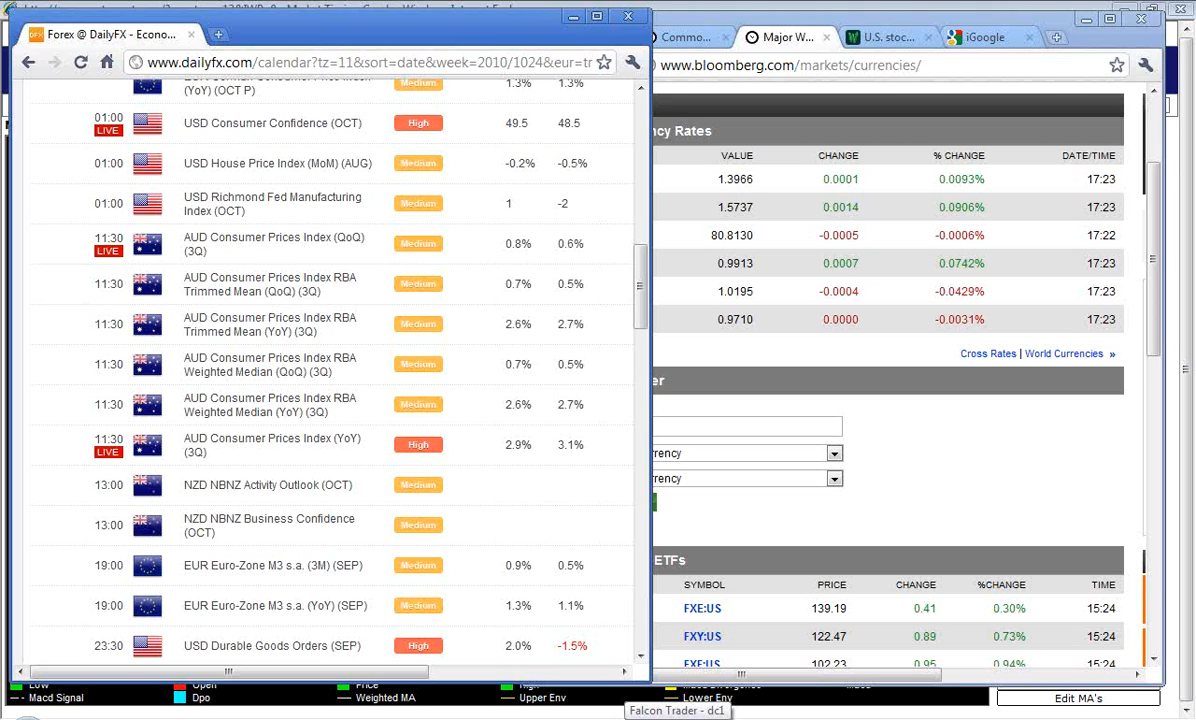 Forex @ DailyFX - Econo...
www.dailyfx.com/calendar?tz=11&sort=date&week=2010/1024&eur=tr
(YoY) (OCT P) Medium 1.3% 1.3%
01:00 LIVE USD Consumer Confidence (OCT) High 49.5 48.5
01:00 USD House Price Index (MoM) (AUG) Medium -0.2% -0.5%
01:00 USD Richmond Fed Manufacturing
Index (OCT) Medium 1 -2
11:30 LIVE AUD Consumer Prices Index (QoQ)
(3Q) Medium 0.8% 0.6%
11:30 AUD Consumer Prices Index RBA
Trimmed Mean (QoQ) (3Q) Medium 0.7% 0.5%
11:30 AUD Consumer Prices Index RBA
Trimmed Mean (YoY) (3Q) Medium 2.6% 2.7%
11:30 AUD Consumer Prices Index RBA
Weighted Median (QoQ) (3Q) Medium 0.7% 0.5%
11:30 AUD Consumer Prices Index RBA
Weighted Median (YoY) (3Q) Medium 2.6% 2.7%
11:30 LIVE AUD Consumer Prices Index (YoY)
(3Q) High 2.9% 3.1%
13:00 NZD NBNZ Activity Outlook (OCT) Medium
13:00 NZD NBNZ Business Confidence
(OCT) Medium
19:00 EUR Euro-Zone M3 s.a. (3M) (SEP) Medium 0.9% 0.5%
19:00 EUR Euro-Zone M3 s.a. (YoY) (SEP) Medium 1.3% 1.1%
23:30 USD Durable Goods Orders (SEP) High 2.0% -1.5%
Commo... Major W... U.S. stoc... iGoogle
www.bloomberg.com/markets/currencies/
ncy Rates
VALUE CHANGE % CHANGE DATE/TIME
1.3966 0.0001 0.0093% 17:23
1.5737 0.0014 0.0906% 17:23
80.8130 -0.0005 -0.0006% 17:22
0.9913 0.0007 0.0742% 17:23
1.0195 -0.0004 -0.0429% 17:23
0.9710 0.0000 -0.0031% 17:23
Cross Rates | World Currencies »
er
rrency
rrency
ETFs
SYMBOL PRICE CHANGE %CHANGE TIME
FXE:US 139.19 0.41 0.30% 15:24
FXY:US 122.47 0.89 0.73% 15:24
FXF:US 102.23 0.95 0.94% 15:24
Low Open Price High
Macd Signal Dpo Weighted MA Upper Env Lower Env
Edit MA's
Falcon Trader - dc1